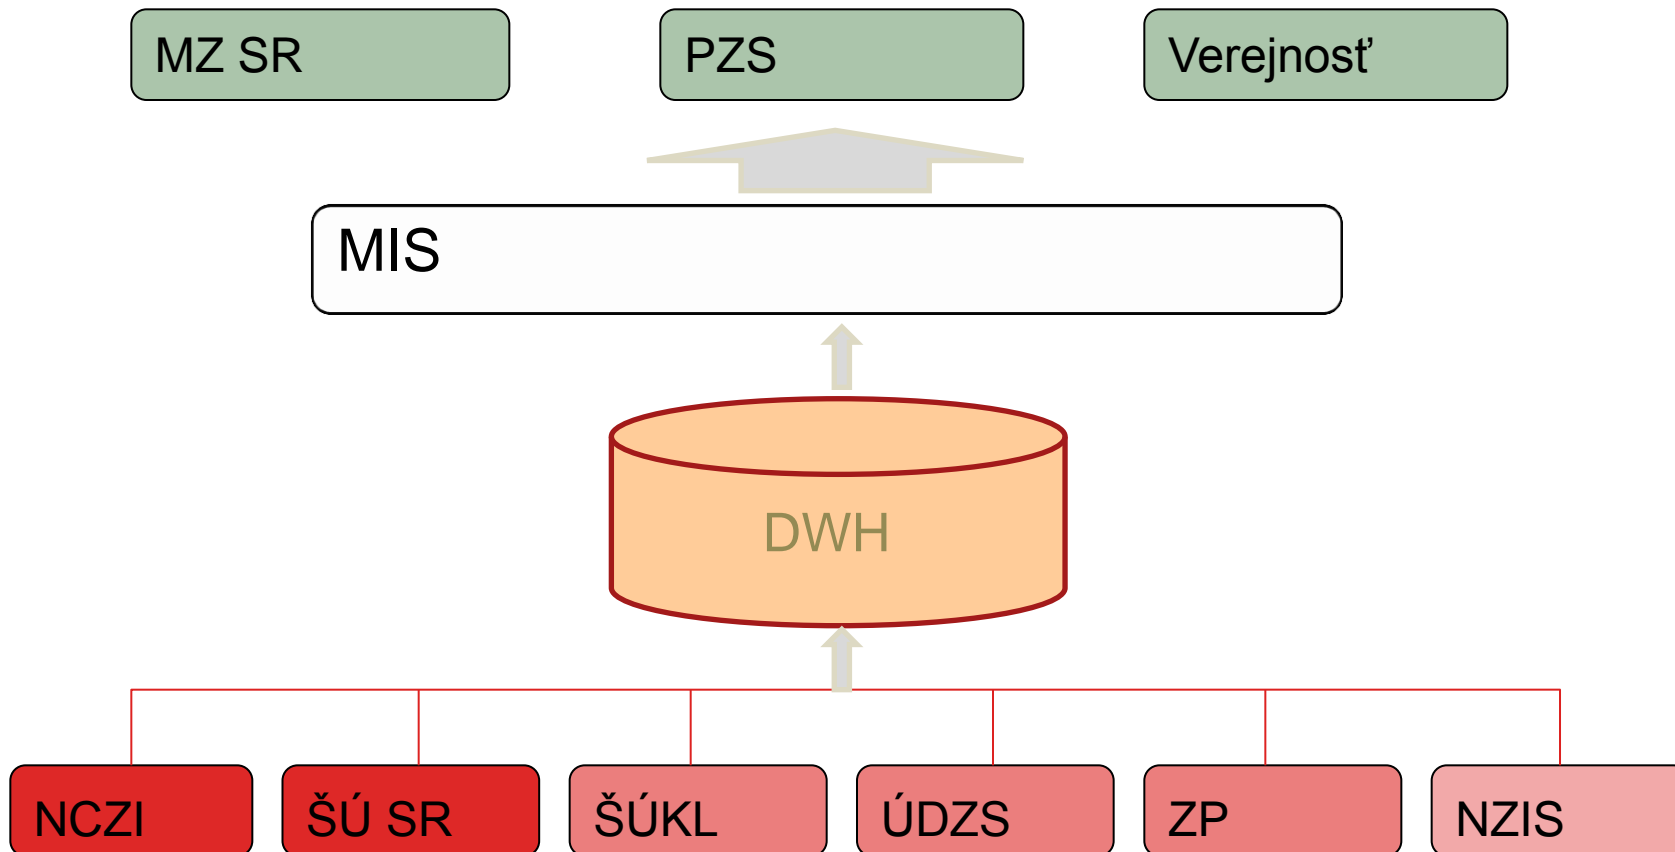 MZ SR
PZS
Verejnosť
MIS
DWH
NCZI
ŠÚ SR
ŠÚKL
ÚDZS
ZP
NZIS